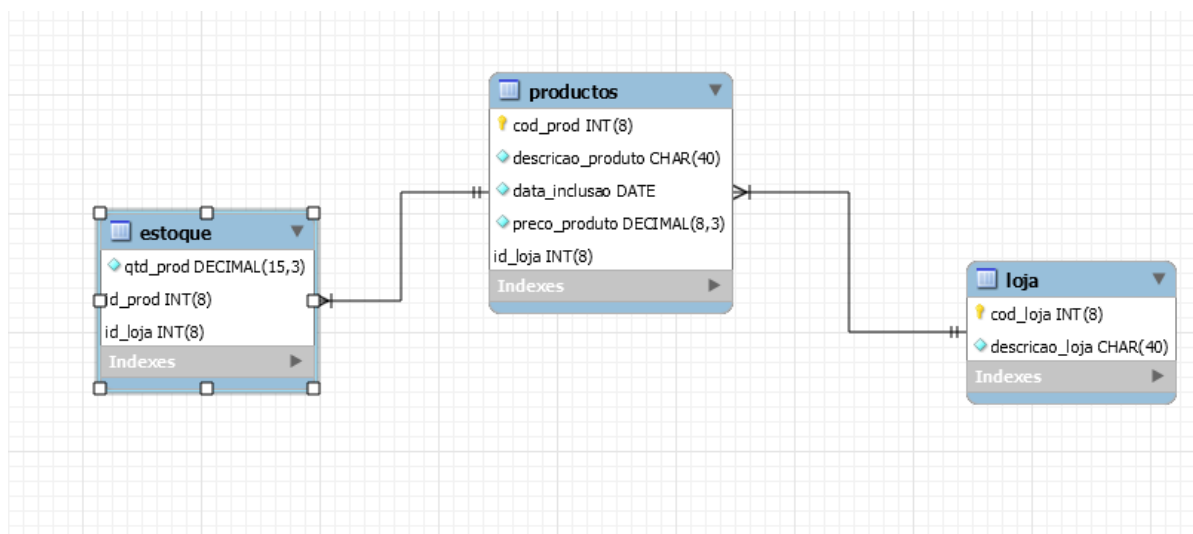 productos
cod_prod INT(8)
descricao_produto CHAR(40)
data_inclusao DATE
preco_produto DECIMAL(8,3)
id_loja INT(8)
Indexes
estoque
qtd_prod DECIMAL(15,3)
id_prod INT(8)
id_loja INT(8)
Indexes
loja
cod_loja INT(8)
descricao_loja CHAR(40)
Indexes